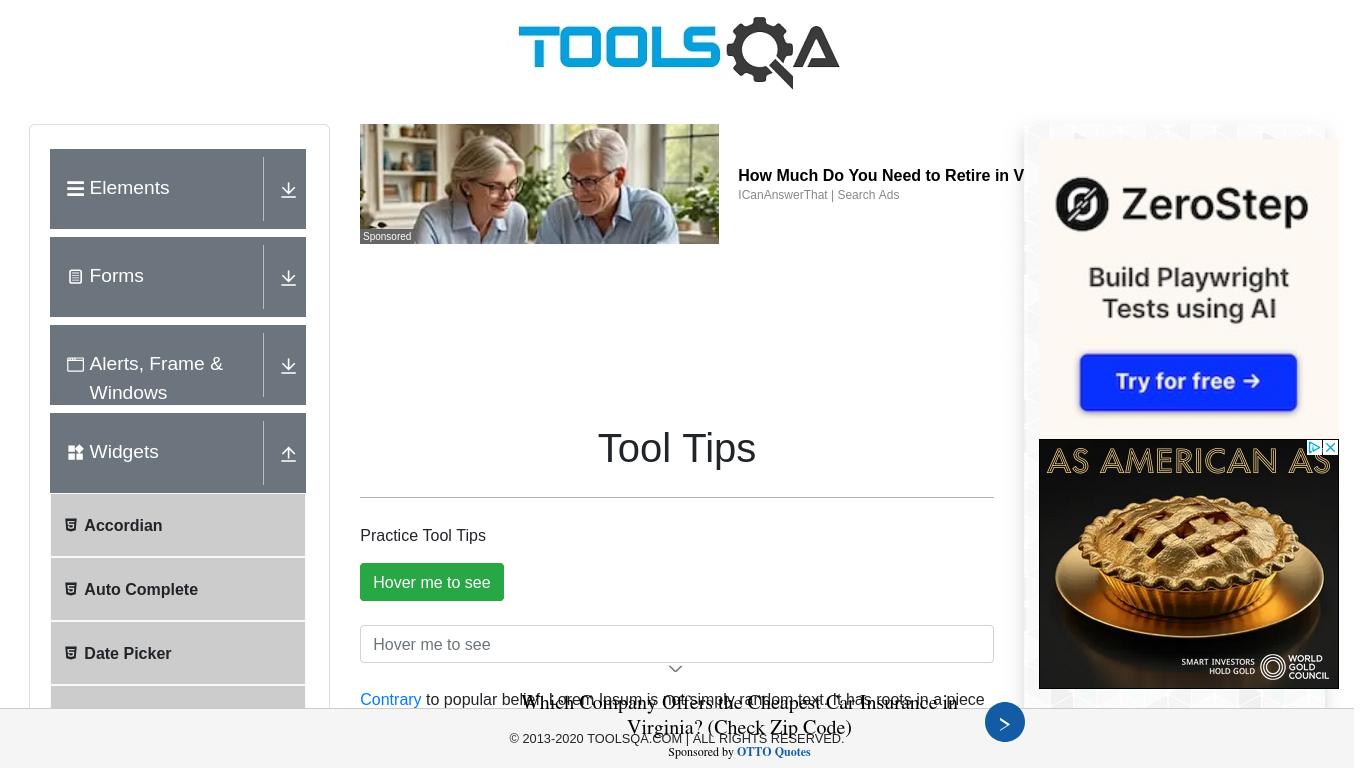 TOOLSQA
Elements
Forms
Alerts, Frame &
Windows
Widgets
Accordian
Auto Complete
Date Picker
Sponsored
How Much Do You Need to Retire in V
ICanAnswerThat | Search Ads
Tool Tips
Practice Tool Tips
Hover me to see
Hover me to see
Contrary to popular belief, Lorem Ipsum is not simply random text. It has roots in a piece
Which Company Offers the Cheapest Car Insurance in
Virginia? (Check Zip Code)
© 2013-2020 TOOLSQA.COM | ALL RIGHTS RESERVED.
Sponsored by OTTO Quotes
ZeroStep
Build Playwright
Tests using AI
Try for free →
AS AMERICAN AS
SMART INVESTORS
HOLD GOLD
WORLD
GOLD
COUNCIL